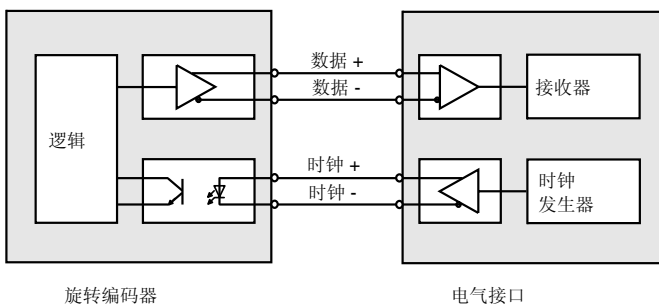 数据 +
数据 -
接收器
逻辑
时钟 +
时钟 -
时钟
发生器
旋转编码器
电气接口